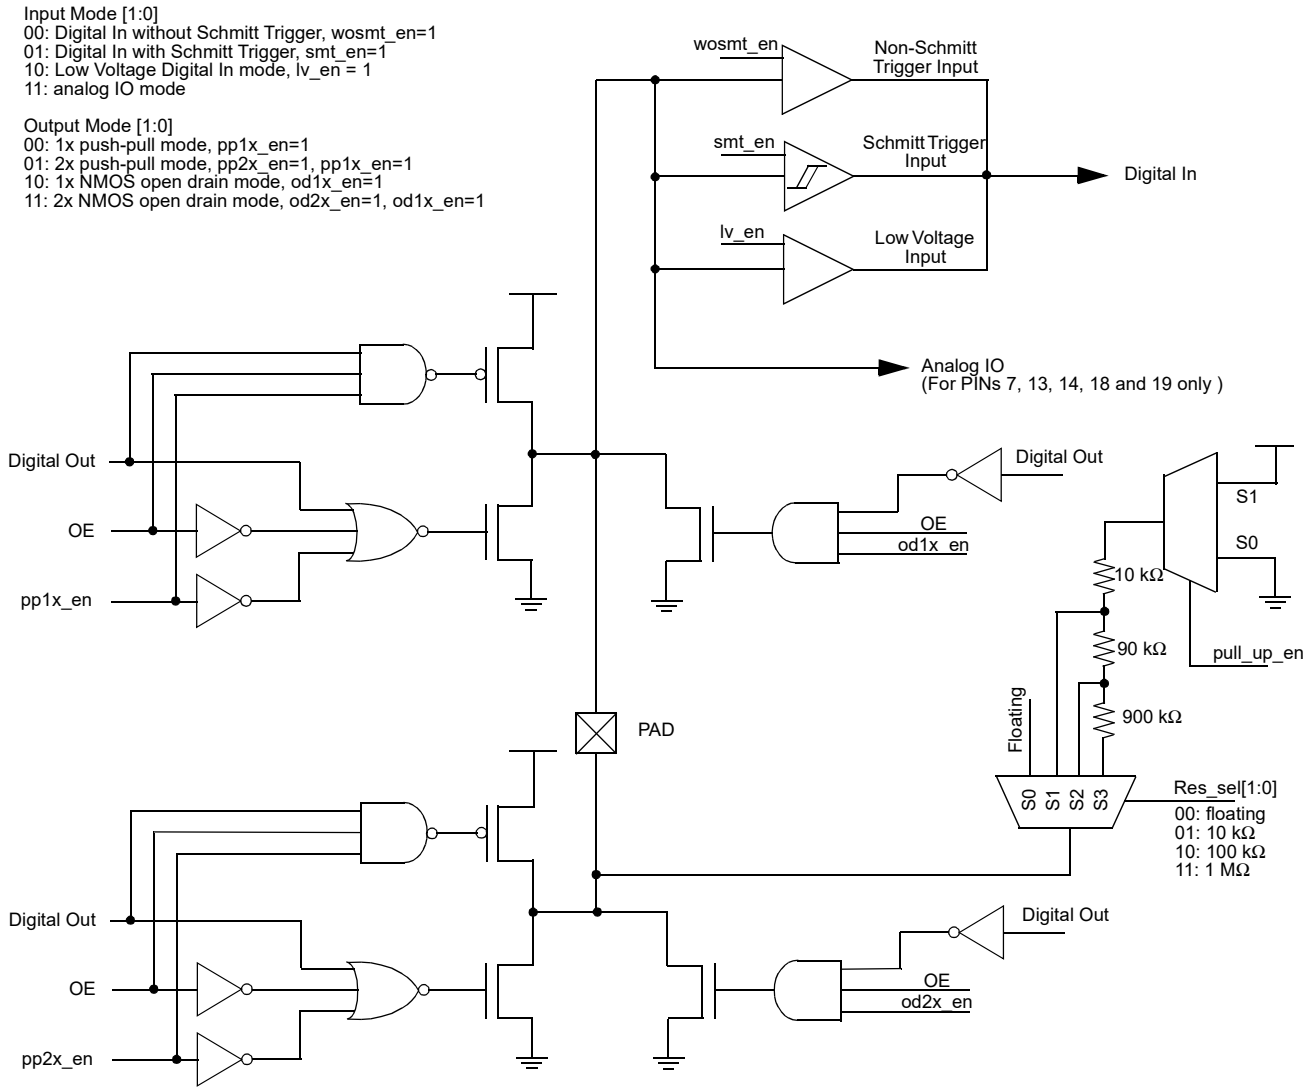 Input Mode [1:0]
00: Digital In without Schmitt Trigger, wosmt_en=1
01: Digital In with Schmitt Trigger, smt_en=1
10: Low Voltage Digital In mode, lv_en = 1
11: analog IO mode
Output Mode [1:0]
00: 1x push-pull mode, pp1x_en=1
01: 2x push-pull mode, pp2x_en=1, pp1x_en=1
10: 1x NMOS open drain mode, od1x_en=1
11: 2x NMOS open drain mode, od2x_en=1, od1x_en=1
wosmt_en
Non-Schmitt
Trigger Input
smt_en
Schmitt Trigger
Input
Digital In
lv_en
Low Voltage
Input
Analog IO
(For PINs 7, 13, 14, 18 and 19 only )
Digital Out
OE
pp1x_en
Digital Out
OE
od1x_en
S1
S0
10 kΩ
90 kΩ
pull_up_en
900 kΩ
Floating
PAD
S0
S1
S2
S3
Res_sel[1:0]
00: floating
01: 10 kΩ
10: 100 kΩ
11: 1 MΩ
Digital Out
OE
pp2x_en
Digital Out
OE
od2x_en